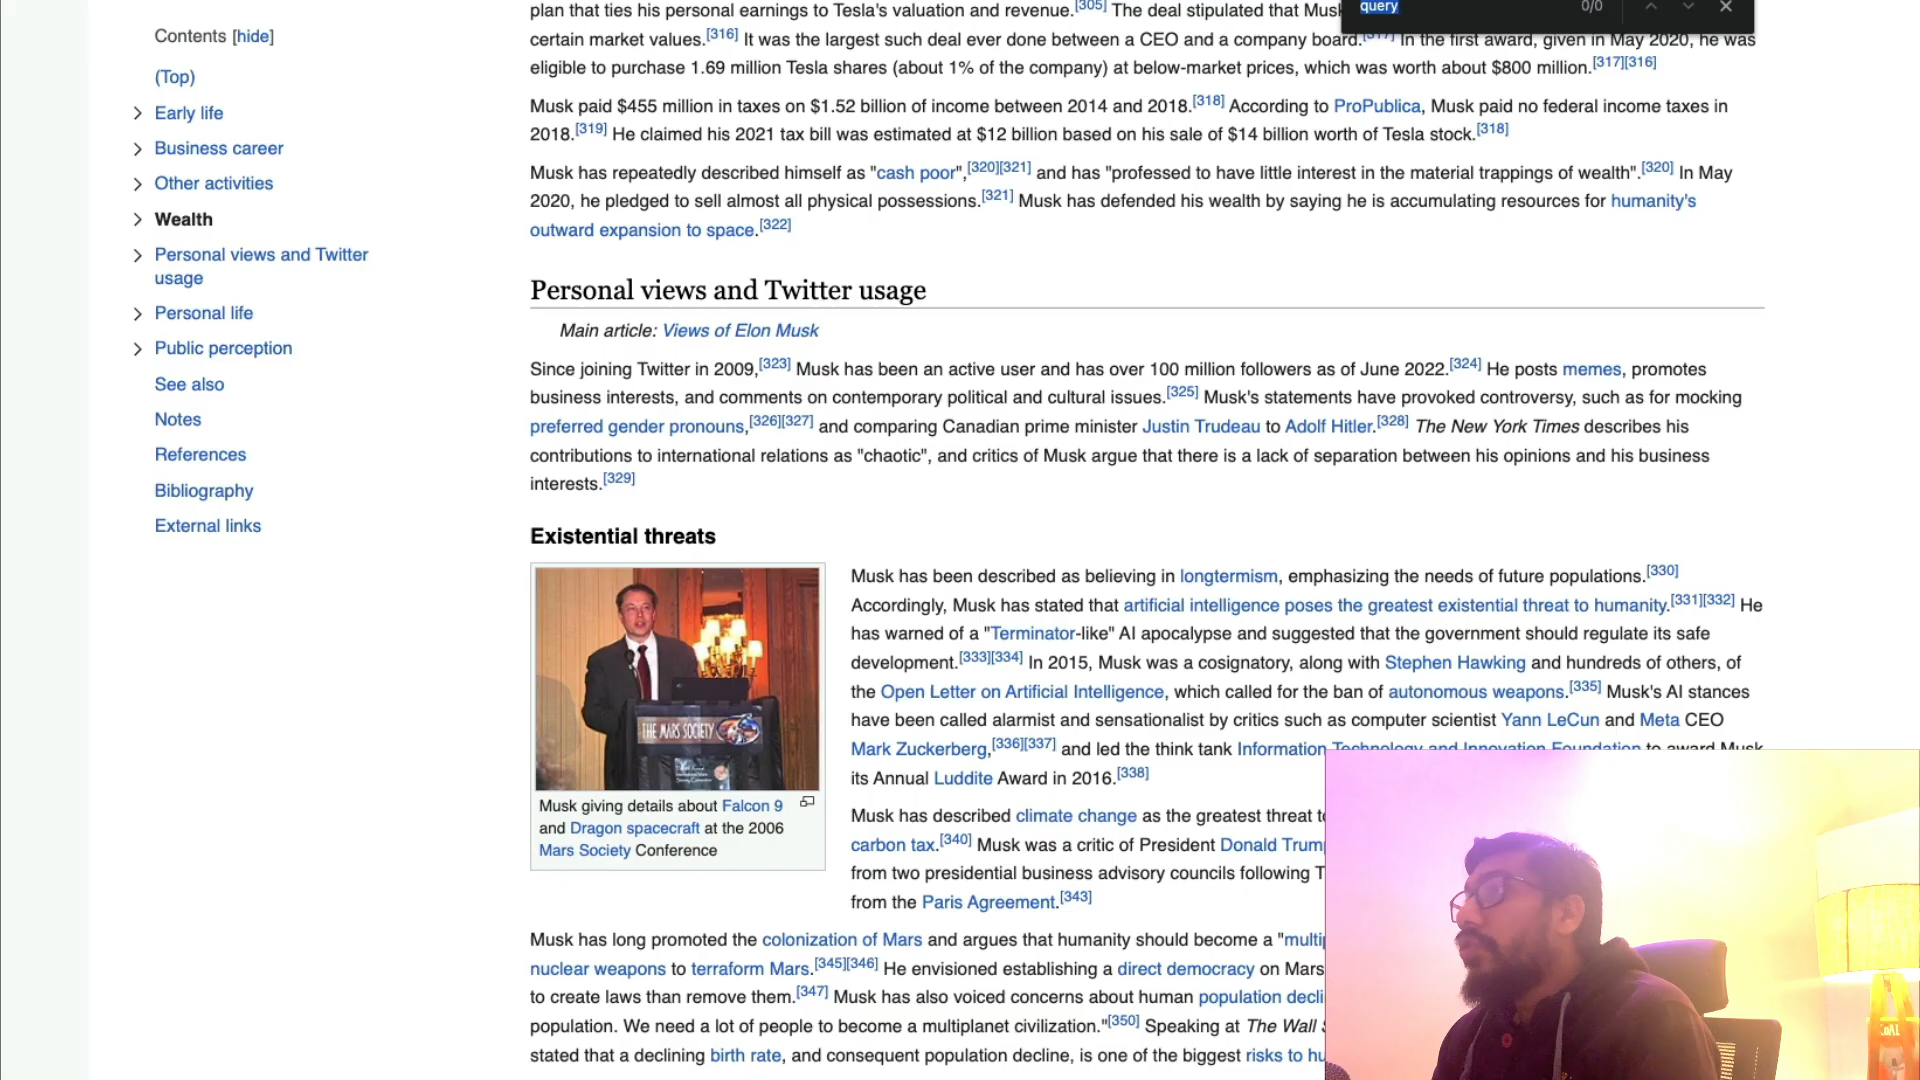 query
0/0
Contents [hide]
(Top)
Early life
Business career
Other activities
Wealth
Personal views and Twitter
usage
Personal life
Public perception
See also
Notes
References
Bibliography
External links
plan that ties his personal earnings to Tesla's valuation and revenue.[305] The deal stipulated that Musk
certain market values.[316] It was the largest such deal ever done between a CEO and a company board.[317] In the first award, given in May 2020, he was
eligible to purchase 1.69 million Tesla shares (about 1% of the company) at below-market prices, which was worth about $800 million.[317][316]
Musk paid $455 million in taxes on $1.52 billion of income between 2014 and 2018.[318] According to ProPublica, Musk paid no federal income taxes in
2018.[319] He claimed his 2021 tax bill was estimated at $12 billion based on his sale of $14 billion worth of Tesla stock.[318]
Musk has repeatedly described himself as "cash poor",[320][321] and has "professed to have little interest in the material trappings of wealth".[320] In May
2020, he pledged to sell almost all physical possessions.[321] Musk has defended his wealth by saying he is accumulating resources for humanity's
outward expansion to space.[322]
Personal views and Twitter usage
Main article: Views of Elon Musk
Since joining Twitter in 2009,[323] Musk has been an active user and has over 100 million followers as of June 2022.[324] He posts memes, promotes
business interests, and comments on contemporary political and cultural issues.[325] Musk's statements have provoked controversy, such as for mocking
preferred gender pronouns,[326][327] and comparing Canadian prime minister Justin Trudeau to Adolf Hitler.[328] The New York Times describes his
contributions to international relations as "chaotic", and critics of Musk argue that there is a lack of separation between his opinions and his business
interests.[329]
Existential threats
THE MARS SOCIETY
Musk giving details about Falcon 9
and Dragon spacecraft at the 2006
Mars Society Conference
Musk has been described as believing in longtermism, emphasizing the needs of future populations.[330]
Accordingly, Musk has stated that artificial intelligence poses the greatest existential threat to humanity.[331][332] He
has warned of a "Terminator-like" AI apocalypse and suggested that the government should regulate its safe
development.[333][334] In 2015, Musk was a cosignatory, along with Stephen Hawking and hundreds of others, of
the Open Letter on Artificial Intelligence, which called for the ban of autonomous weapons.[335] Musk's AI stances
have been called alarmist and sensationalist by critics such as computer scientist Yann LeCun and Meta CEO
Mark Zuckerberg,[336][337] and led the think tank Information Technology and Innovation Foundation to award Musk
its Annual Luddite Award in 2016.[338]
Musk has described climate change as the greatest threat
carbon tax.[340] Musk was a critic of President Donald Trump
from two presidential business advisory councils following
from the Paris Agreement.[343]
Musk has long promoted the colonization of Mars and argues that humanity should become a "multip
nuclear weapons to terraform Mars.[345][346] He envisioned establishing a direct democracy on Mars
to create laws than remove them.[347] Musk has also voiced concerns about human population decli
population. We need a lot of people to become a multiplanet civilization."[350] Speaking at The Wall
stated that a declining birth rate, and consequent population decline, is one of the biggest risks to hu